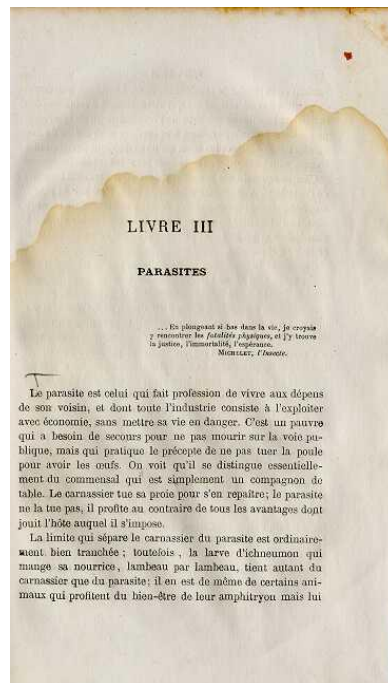 LIVRE III
PARASITES
... En plongeant si bas dans la vie, je croyais
y rencontrer les fatalités physiques, et j'y trouve
la justice, l'immortalité, l'espérance.
MICHELET, l'Insecte.
Le parasite est celui qui fait profession de vivre aux dépens
de son voisin, et dont toute l'industrie consiste à l'exploiter
avec économie, sans mettre sa vie en danger. C'est un pauvre
qui a besoin de secours pour ne pas mourir sur la voie pu-
blique, mais qui pratique le précepte de ne pas tuer la poule
pour avoir les œufs. On voit qu'il se distingue essentielle-
ment du commensal qui est simplement un compagnon de
table. Le carnassier tue sa proie pour s'en repaître; le parasite
ne la tue pas, il profite au contraire de tous les avantages dont
jouit l'hôte auquel il s'impose.
La limite qui sépare le carnassier du parasite est ordinaire-
ment bien tranchée; toutefois, la larve d'ichneumon qui
mange sa nourrice, lambeau par lambeau, tient autant du
carnassier que du parasite; il en est de même de certains ani-
maux qui profitent du bien-être de leur amphitryon mais lui